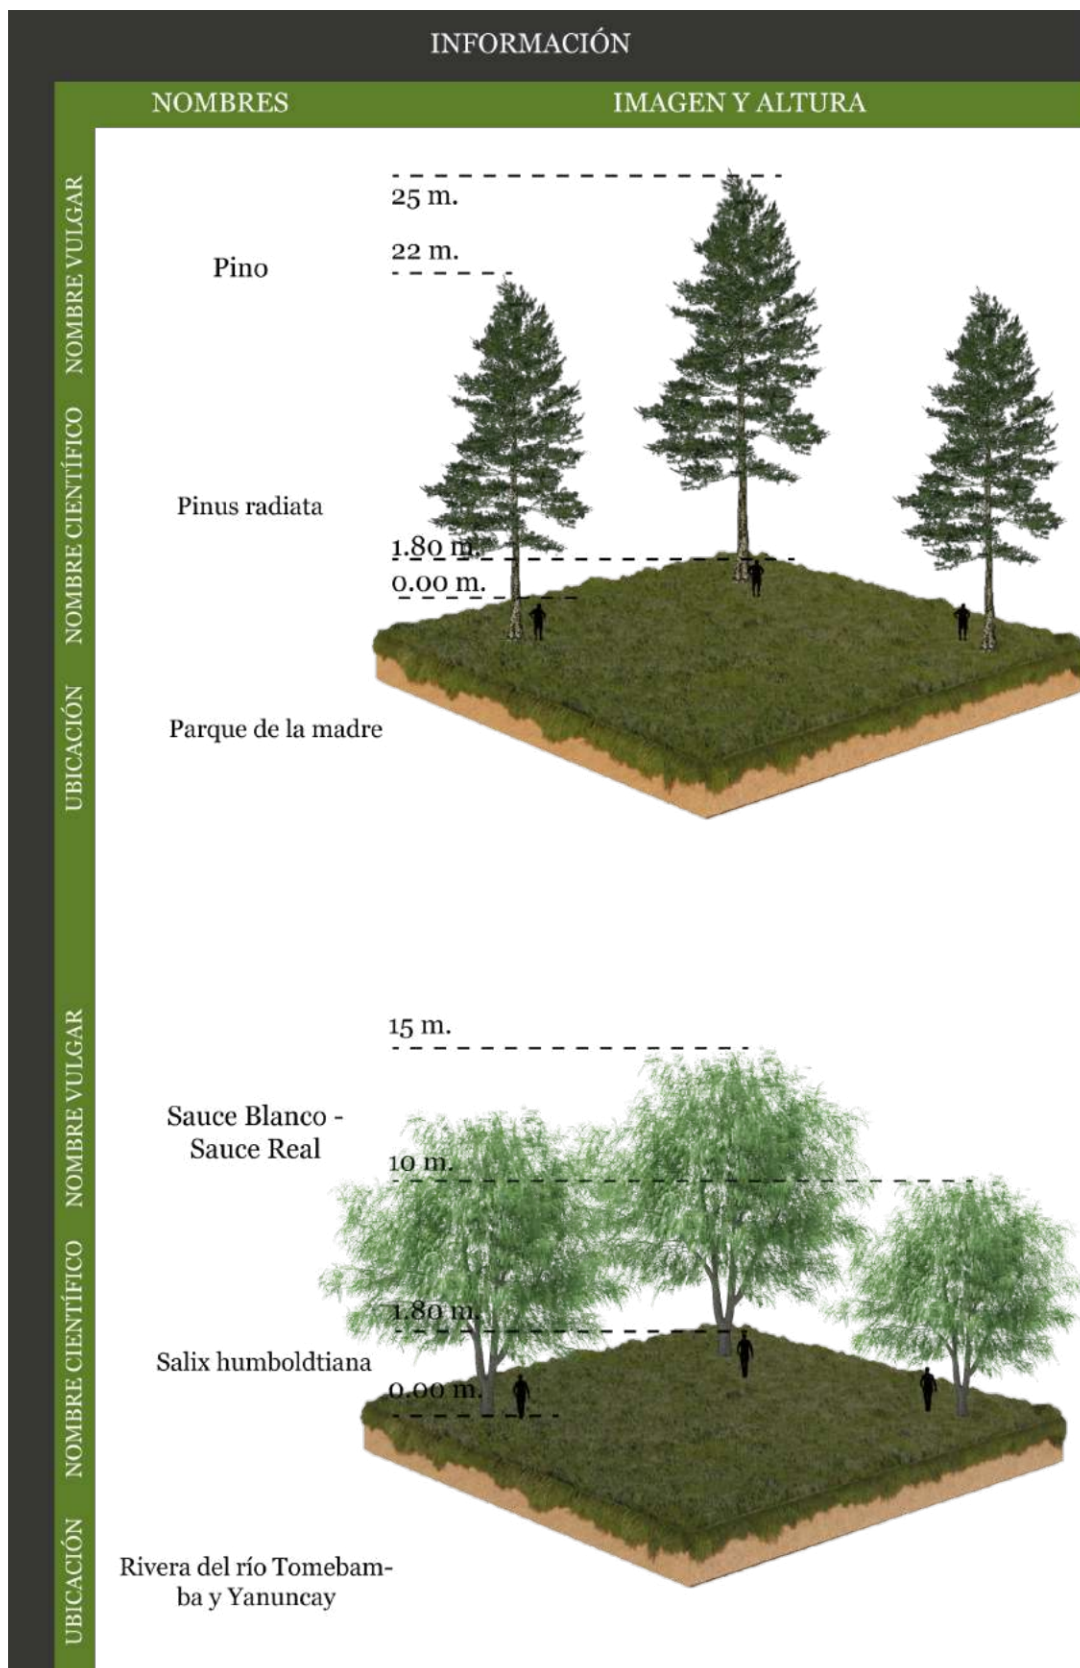 INFORMACIÓN
NOMBRES
IMAGEN Y ALTURA
NOMBRE VULGAR
Pino
25 m.
22 m.
NOMBRE CIENTÍFICO
Pinus radiata
1.80 m.
0.00 m.
UBICACIÓN
Parque de la madre
NOMBRE VULGAR
Sauce Blanco -
Sauce Real
15 m.
10 m.
NOMBRE CIENTÍFICO
Salix humboldtiana
1.80 m.
0.00 m.
UBICACIÓN
Rivera del río Tomebam-
ba y Yanuncay